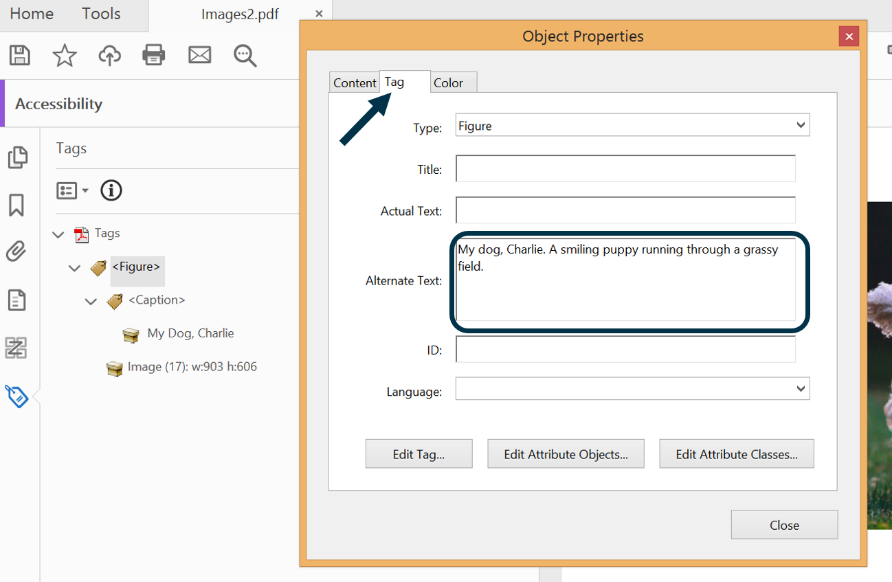 Home Tools Images2.pdf ×
Accessibility
Tags
Tags
<Figure>
<Caption>
My Dog, Charlie
Image (17): w:903 h:606
Object Properties
Content Tag Color
Type: Figure
Title:
Actual Text:
Alternate Text: My dog, Charlie. A smiling puppy running through a grassy
field.
ID:
Language:
Edit Tag... Edit Attribute Objects... Edit Attribute Classes...
Close